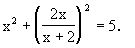 x² + (2x / (x + 2))² = 5.